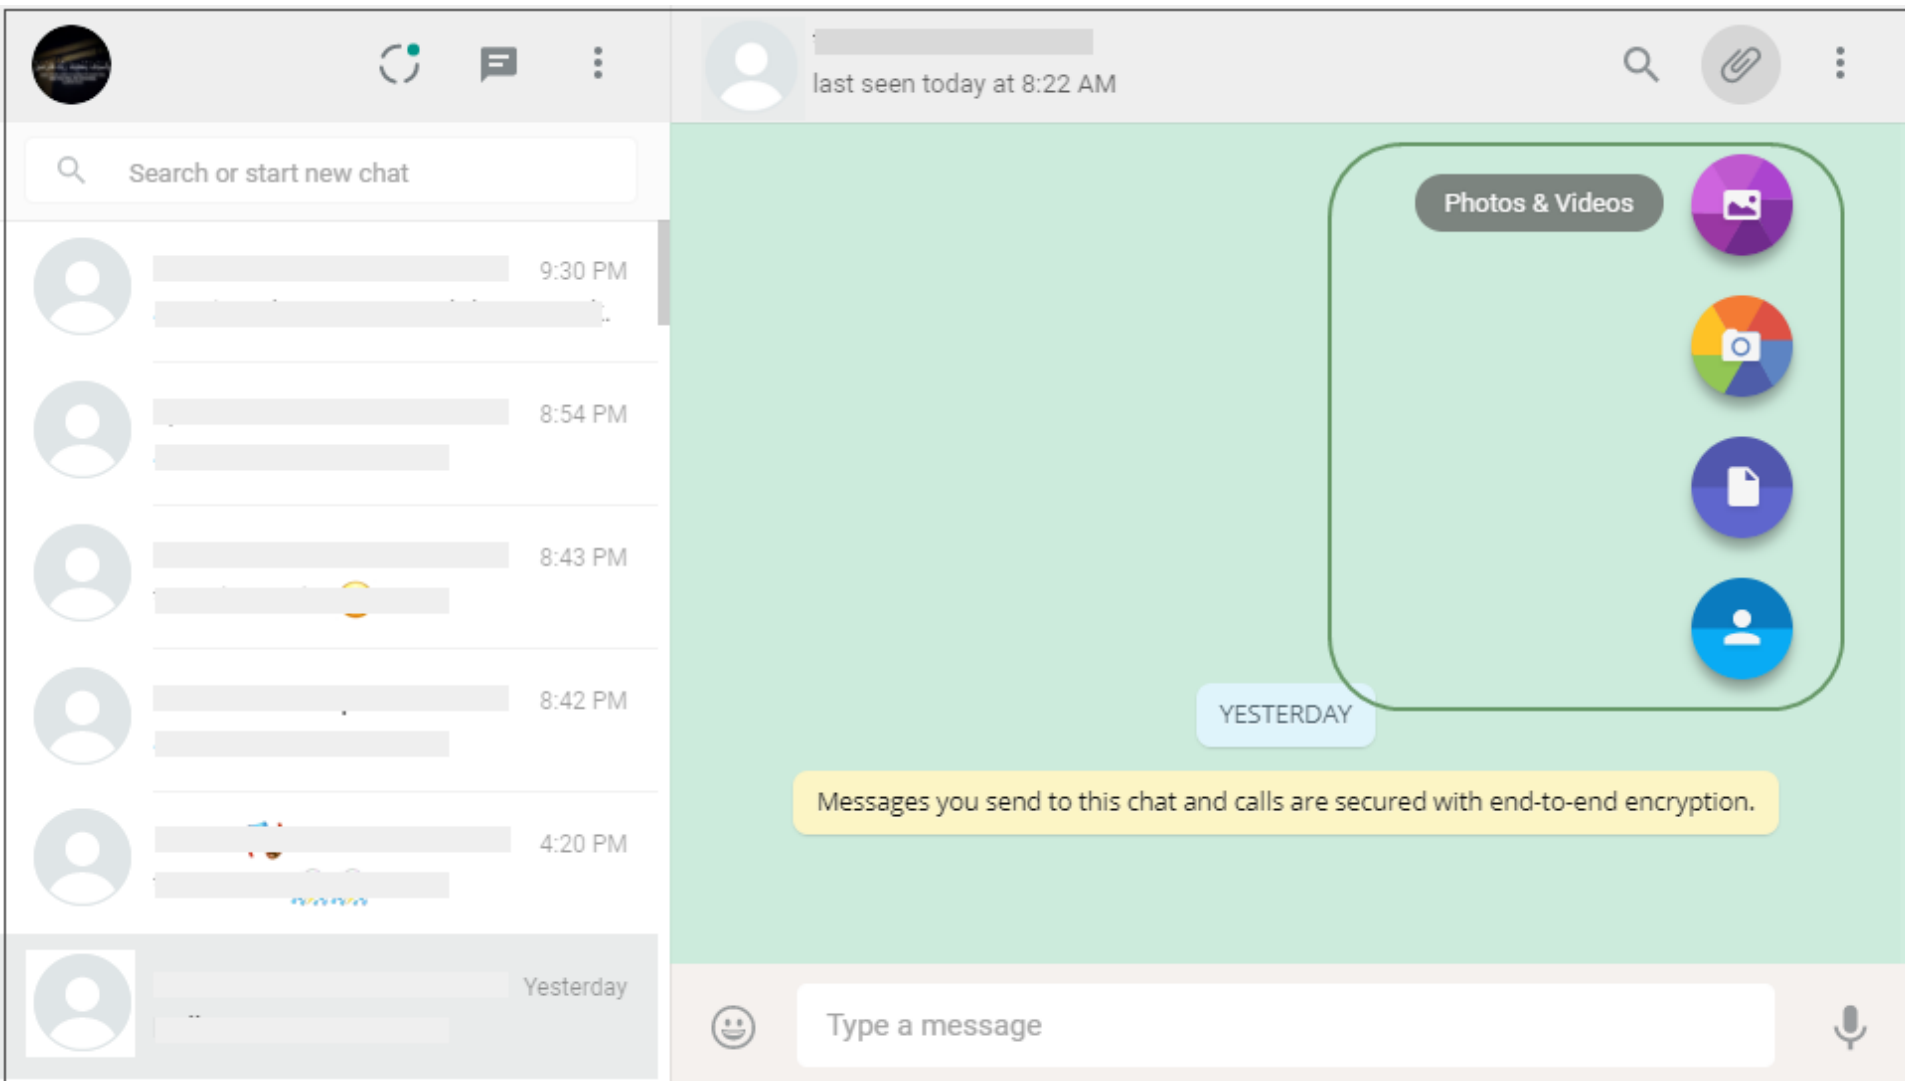 Search or start new chat
9:30 PM
8:54 PM
8:43 PM
8:42 PM
4:20 PM
Yesterday
last seen today at 8:22 AM
Photos & Videos
YESTERDAY
Messages you send to this chat and calls are secured with end-to-end encryption.
Type a message